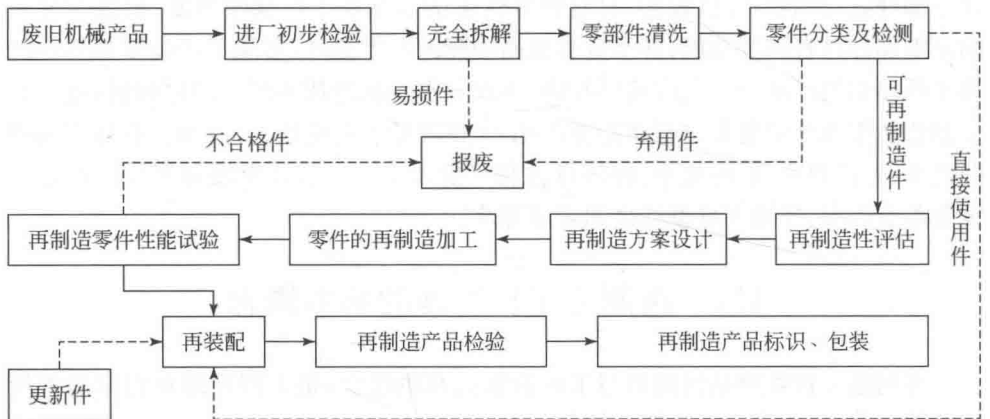 废旧机械产品
进厂初步检验
完全拆解
零部件清洗
零件分类及检测
易损件
可再制造件
不合格件
报废
弃用件
直接使用件
再制造零件性能试验
零件的再制造加工
再制造方案设计
再制造性评估
再装配
再制造产品检验
再制造产品标识、包装
更新件